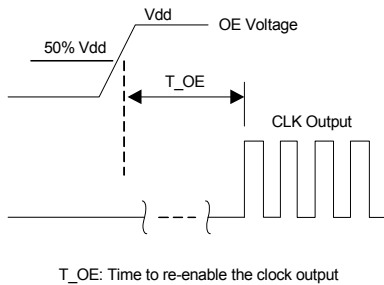 Vdd
OE Voltage
50% Vdd
T_OE
CLK Output
T_OE: Time to re-enable the clock output